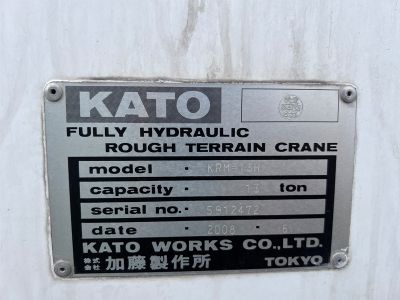 KATO
FULLY HYDRAULIC
ROUGH TERRAIN CRANE
model · KRM-13H
capacity · 13 ton
serial no. · 5912472
date · 2008 6
KATO WORKS CO., LTD.
株式会社 加藤製作所 TOKYO